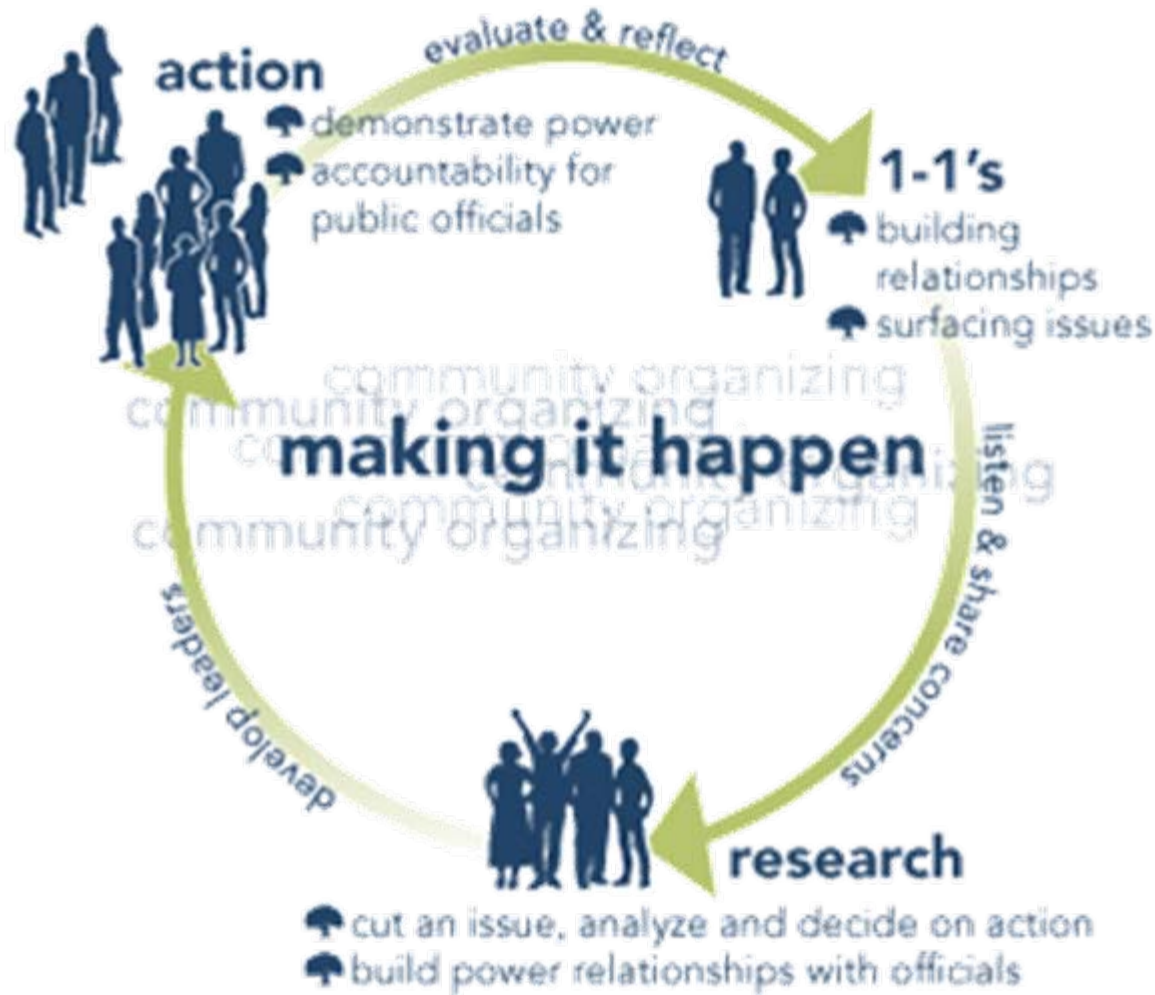 evaluate & reflect
action
demonstrate power
accountability for
public officials
1-1's
building
relationships
surfacing issues
listen & share concerns
community organizing
community organizing
making it happen
community organizing
community organizing
community organizing
develop leaders
research
cut an issue, analyze and decide on action
build power relationships with officials